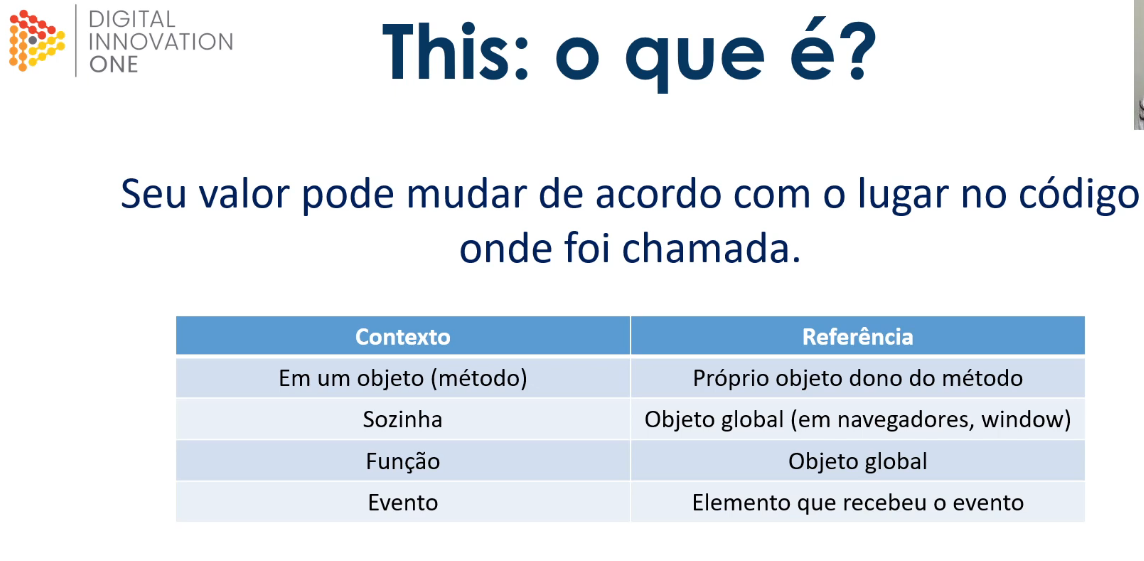 DIGITAL
INNOVATION
ONE
This: o que é?
Seu valor pode mudar de acordo com o lugar no código
onde foi chamada.
Contexto Referência
Em um objeto (método) Próprio objeto dono do método
Sozinha Objeto global (em navegadores, window)
Função Objeto global
Evento Elemento que recebeu o evento